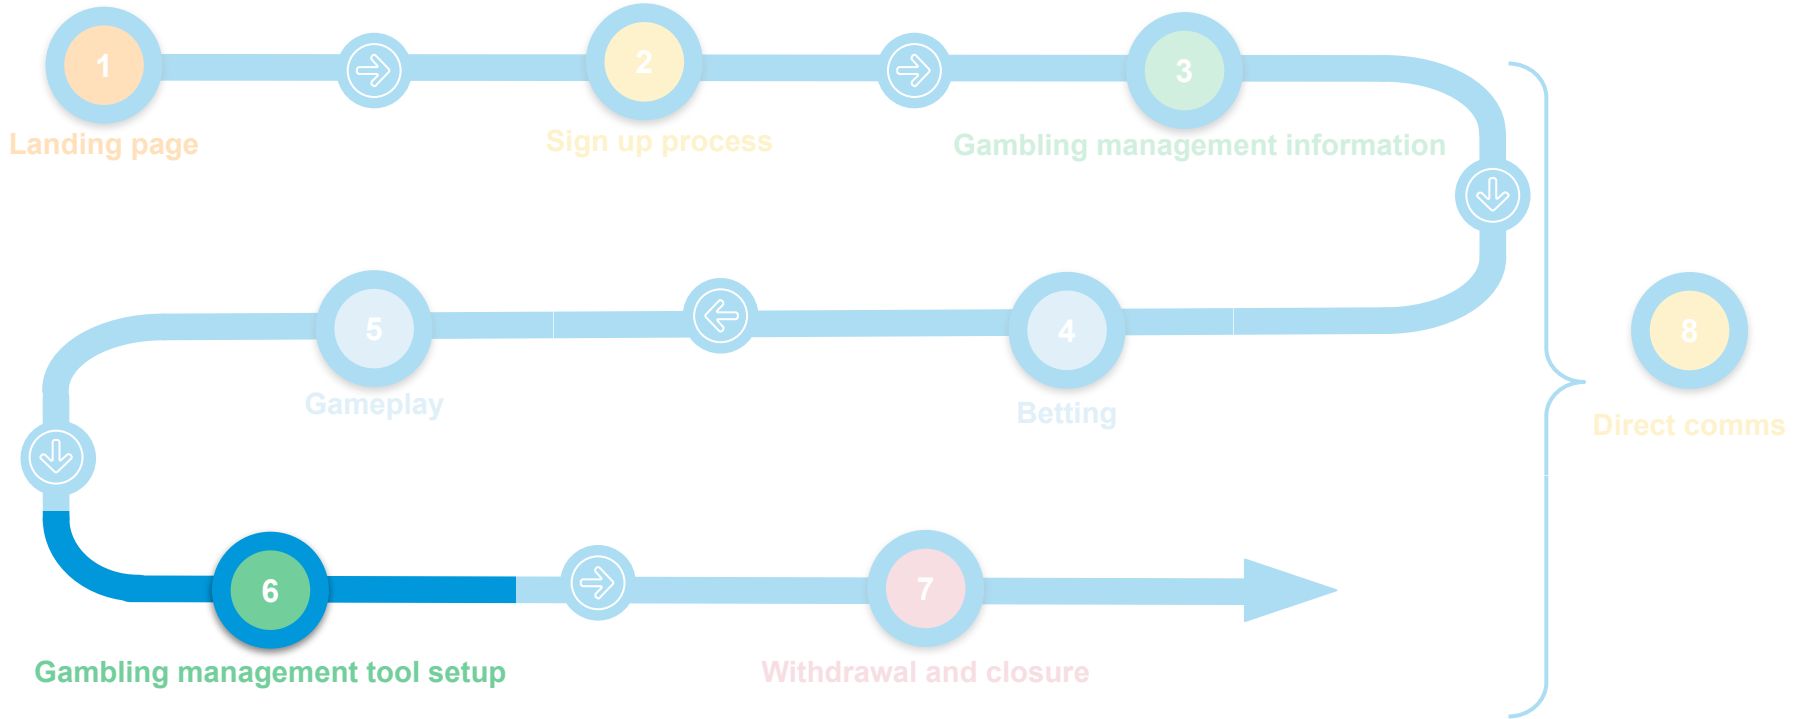 1
Landing page
2
Sign up process
3
Gambling management information
4
Betting
5
Gameplay
6
Gambling management tool setup
7
Withdrawal and closure
8
Direct comms